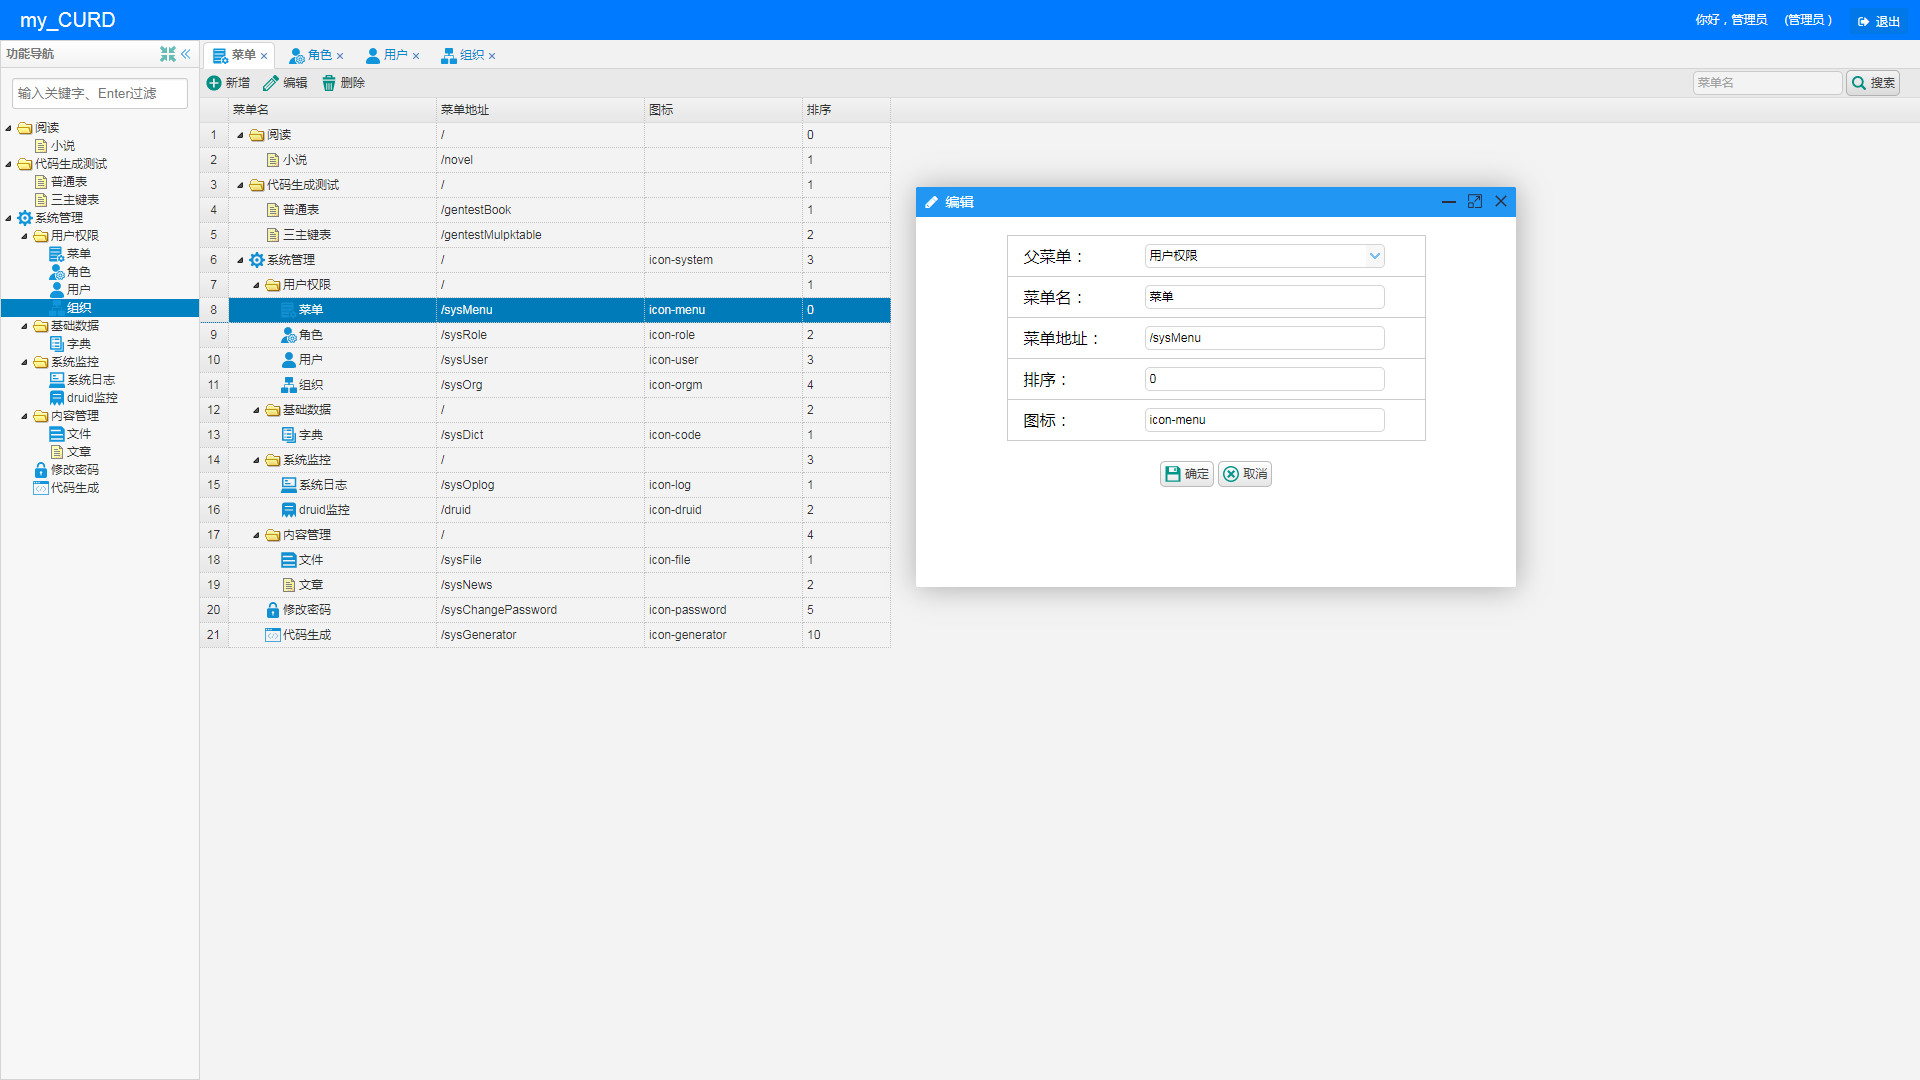 my_CURD
你好，管理员 (管理员) 退出
功能导航
菜单 角色 用户 组织
新增 编辑 删除
菜单名 搜索
输入关键字、Enter过滤
阅读
小说
代码生成测试
普通表
三主键表
系统管理
用户权限
菜单
角色
用户
组织
基础数据
字典
系统监控
系统日志
druid监控
内容管理
文件
文章
修改密码
代码生成
菜单名 菜单地址 图标 排序
1 阅读 / 0
2 小说 /novel 1
3 代码生成测试 / 1
4 普通表 /gentestBook 1
5 三主键表 /gentestMulpktable 2
6 系统管理 / icon-system 3
7 用户权限 / 1
8 菜单 /sysMenu icon-menu 0
9 角色 /sysRole icon-role 2
10 用户 /sysUser icon-user 3
11 组织 /sysOrg icon-orgm 4
12 基础数据 / 2
13 字典 /sysDict icon-code 1
14 系统监控 / 3
15 系统日志 /sysOplog icon-log 1
16 druid监控 /druid icon-druid 2
17 内容管理 / 4
18 文件 /sysFile icon-file 1
19 文章 /sysNews 2
20 修改密码 /sysChangePassword icon-password 5
21 代码生成 /sysGenerator icon-generator 10
编辑
父菜单： 用户权限
菜单名： 菜单
菜单地址： /sysMenu
排序： 0
图标： icon-menu
确定 取消